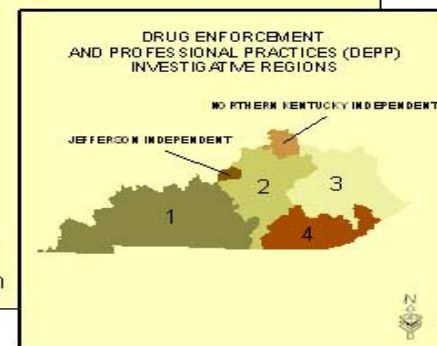 DRUG ENFORCEMENT
AND PROFESSIONAL PRACTICES (DEPP)
INVESTIGATIVE REGIONS
NORTHERN KENTUCKY INDEPENDENT
JEFFERSON INDEPENDENT
2
3
1
4
N